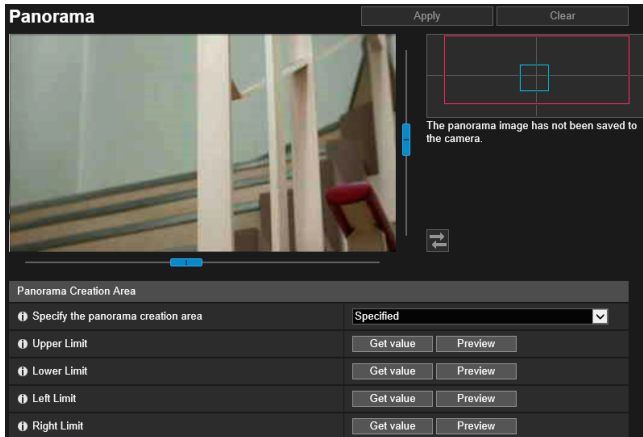 Panorama
Apply
Clear
The panorama image has not been saved to
the camera.
Panorama Creation Area
Specify the panorama creation area
Specified
Upper Limit
Get value
Preview
Lower Limit
Get value
Preview
Left Limit
Get value
Preview
Right Limit
Get value
Preview